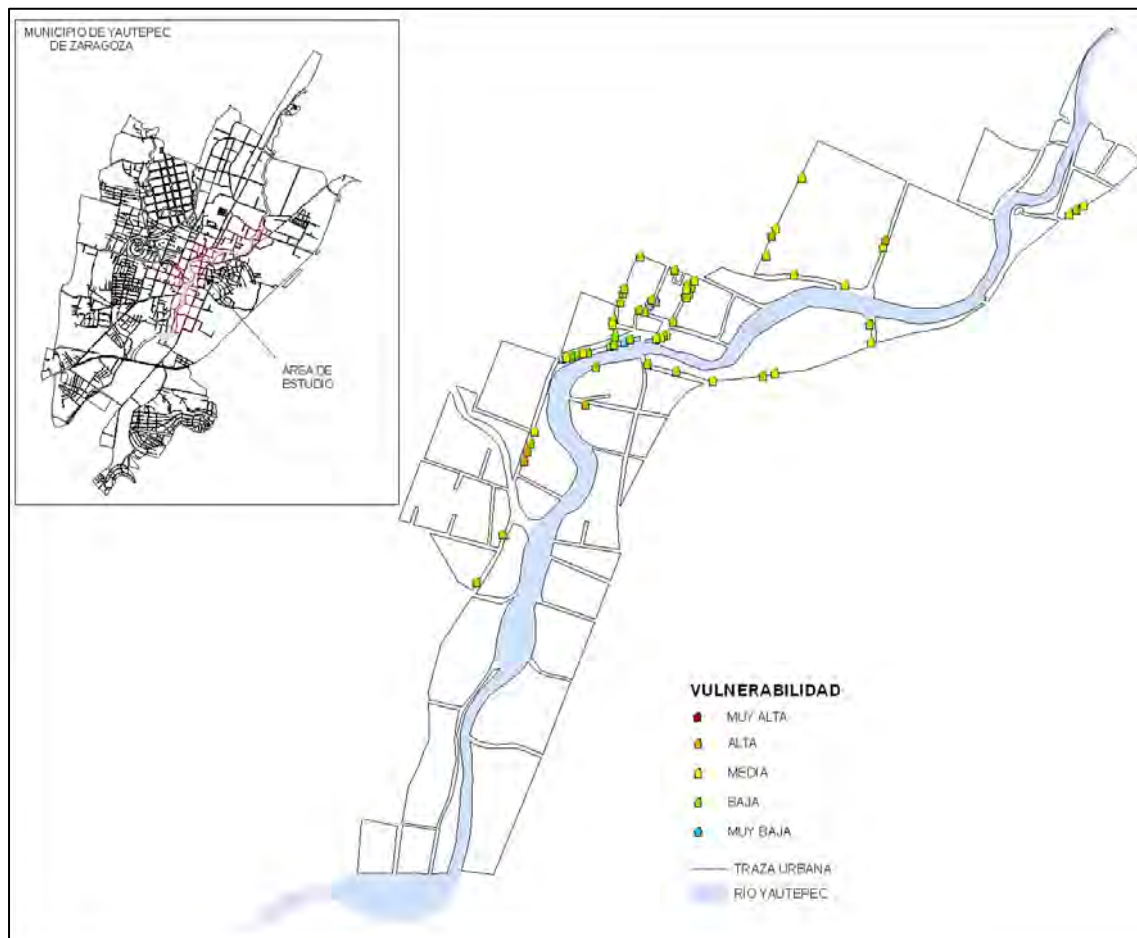 MUNICIPIO DE YAUTEPEC
DE ZARAGOZA
ÁREA DE
ESTUDIO
VULNERABILIDAD
MUY ALTA
ALTA
MEDIA
BAJA
MUY BAJA
TRAZA URBANA
RÍO YAUTEPEC